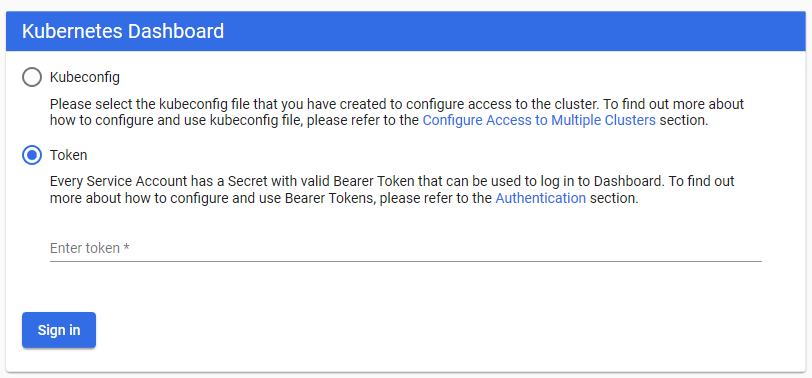 Kubernetes Dashboard
Kubeconfig
Please select the kubeconfig file that you have created to configure access to the cluster. To find out more about
how to configure and use kubeconfig file, please refer to the Configure Access to Multiple Clusters section.
Token
Every Service Account has a Secret with valid Bearer Token that can be used to log in to Dashboard. To find out
more about how to configure and use Bearer Tokens, please refer to the Authentication section.
Enter token *
Sign in